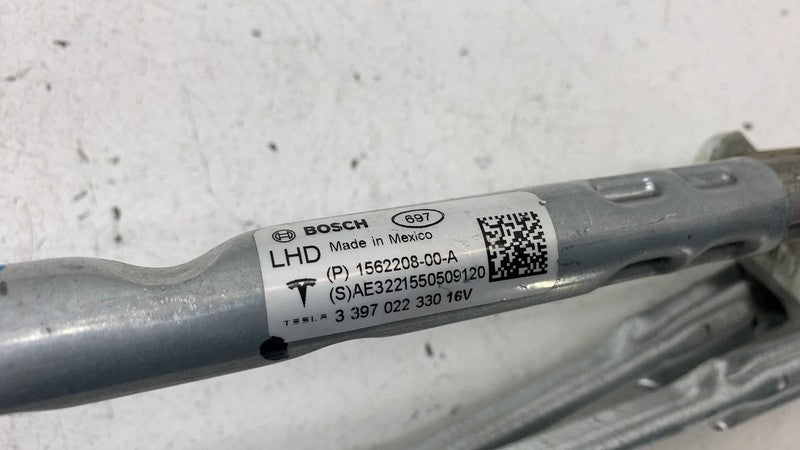 BOSCH 697
LHD Made in Mexico
(P) 1562208-00-A
(S)AE3221550509120
TESLA 3 397 022 330 16V